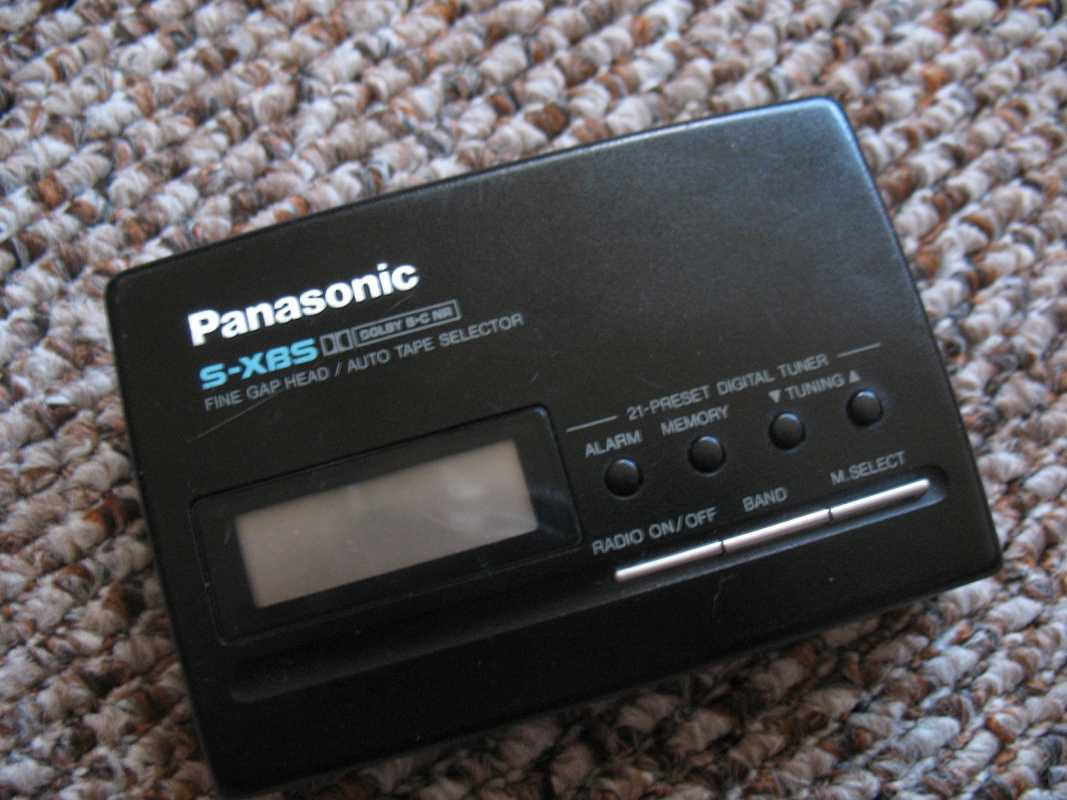 Panasonic
S-XBS DOLBY B-C NR
FINE GAP HEAD / AUTO TAPE SELECTOR
21-PRESET DIGITAL TUNER
ALARM MEMORY ▼ TUNING ▲
RADIO ON/OFF BAND M.SELECT